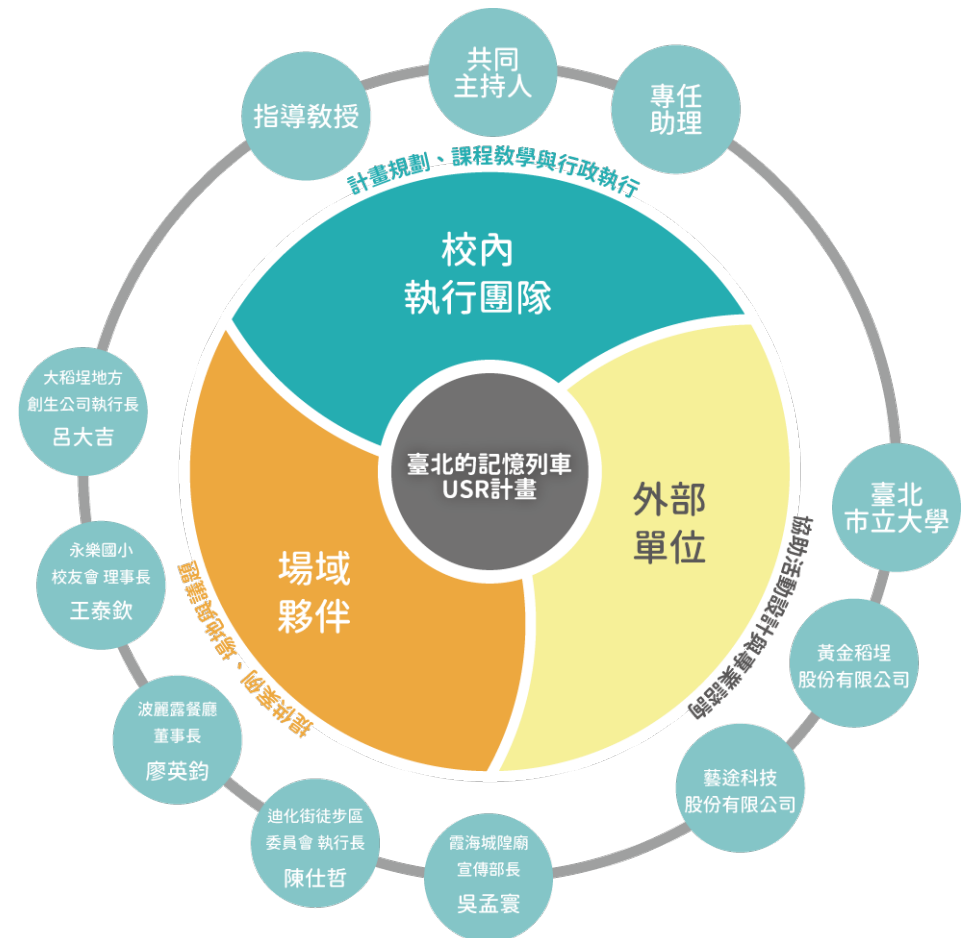 共同
主持人
指導教授
專任
助理
計畫規劃、課程教學與行政執行
校內
執行團隊
大稻埕地方
創生公司執行長
呂大吉
臺北的記憶列車
USR計畫
外部
單位
臺北
市立大學
協助活動設計與專業諮詢
場域
夥伴
提供案例、場地與議題
永樂國小
校友會 理事長
王泰欽
黃金稻埕
股份有限公司
波麗露餐廳
董事長
廖英鈞
藝途科技
股份有限公司
迪化街徒步區
委員會 執行長
陳仕哲
霞海城隍廟
宣傳部長
吳孟寰